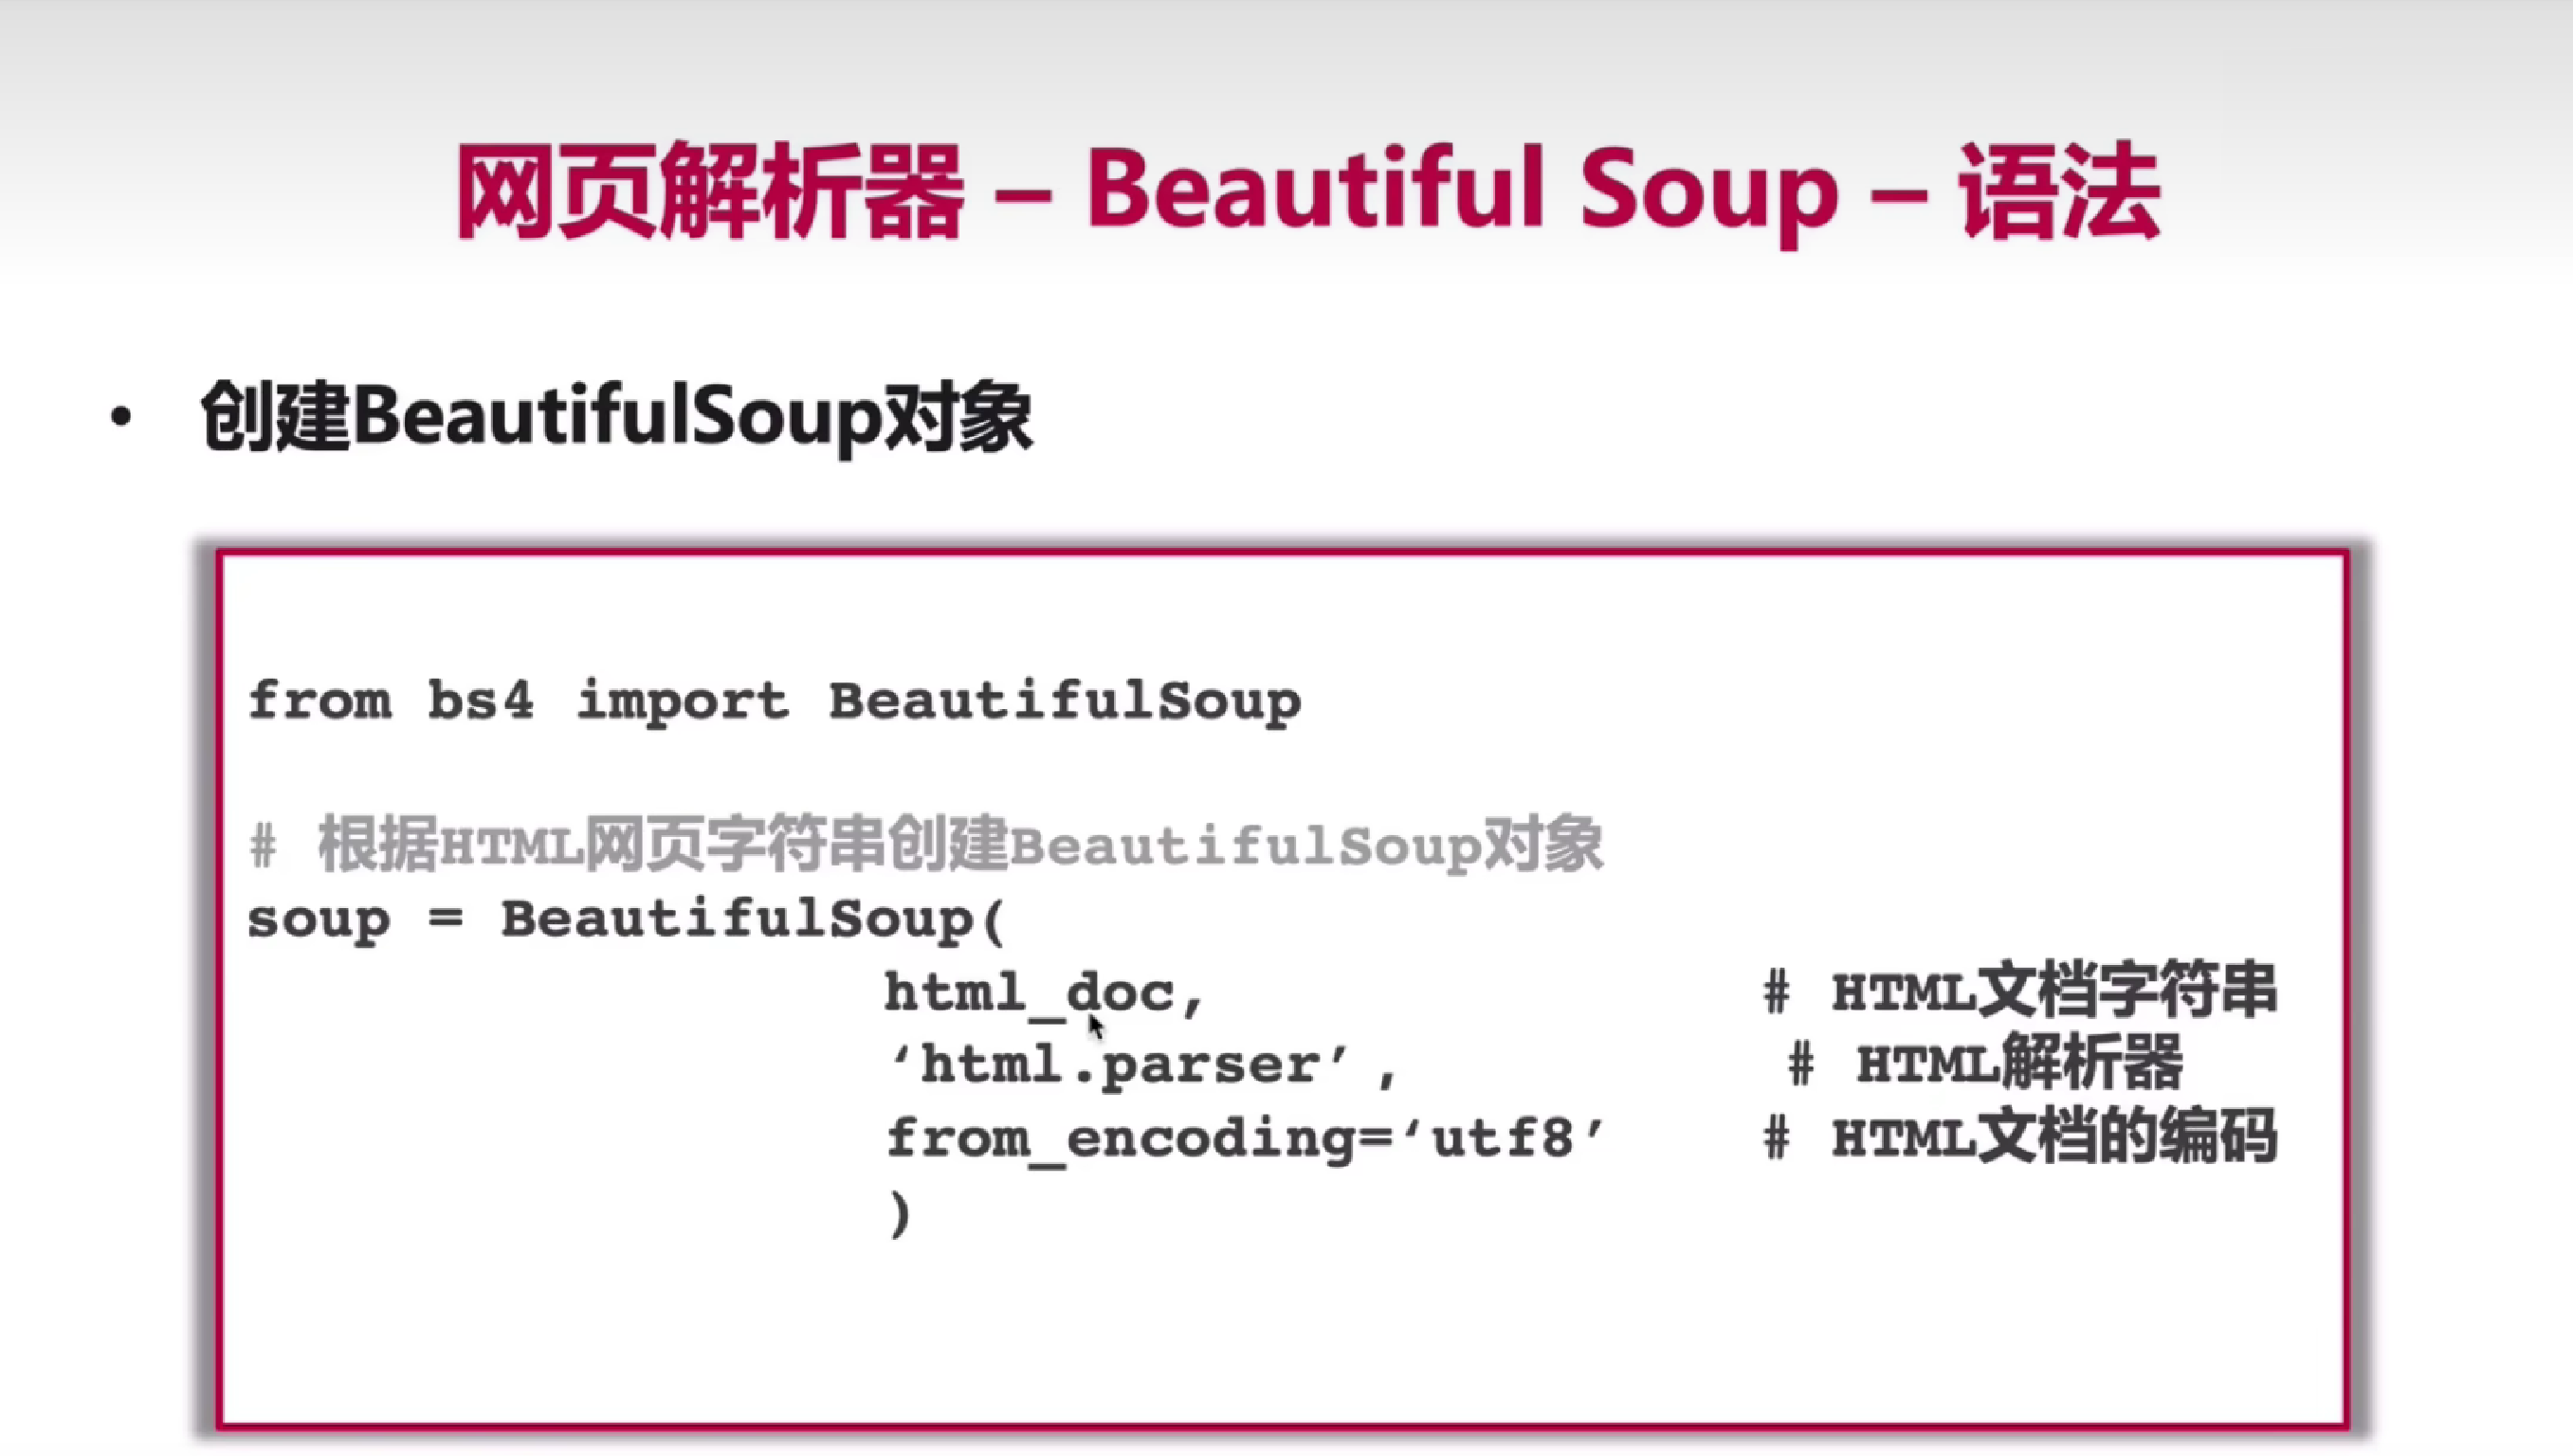 网页解析器 – Beautiful Soup – 语法
• 创建BeautifulSoup对象
from bs4 import BeautifulSoup
# 根据HTML网页字符串创建BeautifulSoup对象
soup = BeautifulSoup(
html_doc, # HTML文档字符串
‘html.parser’, # HTML解析器
from_encoding=‘utf8’ # HTML文档的编码
)